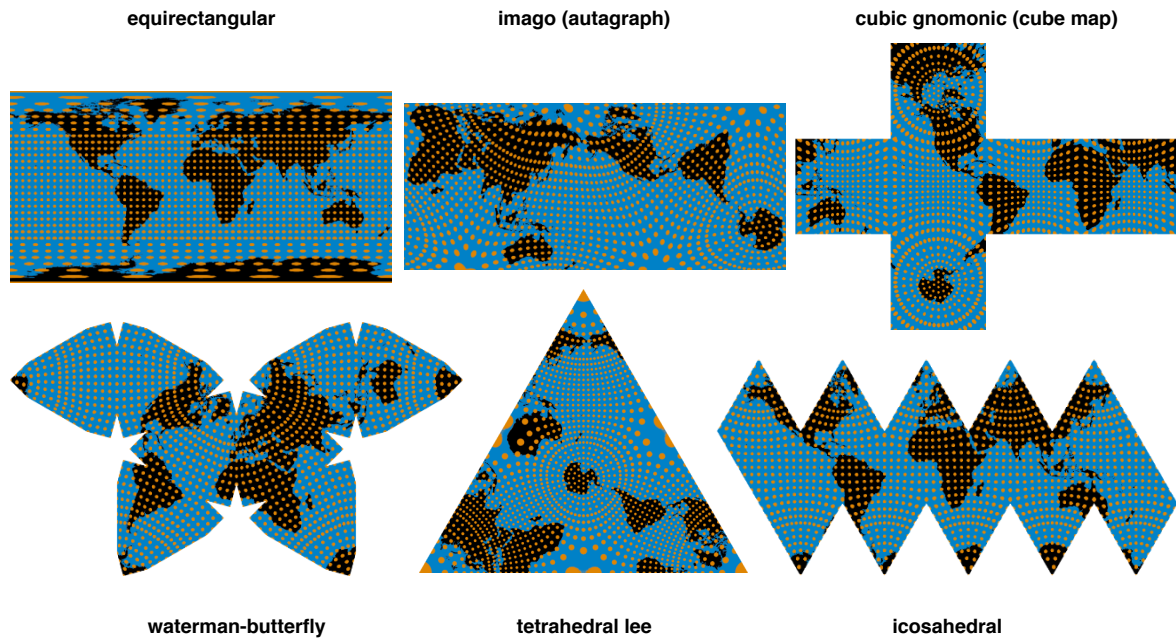 equirectangular
imago (autagraph)
cubic gnomonic (cube map)
waterman-butterfly
tetrahedral lee
icosahedral